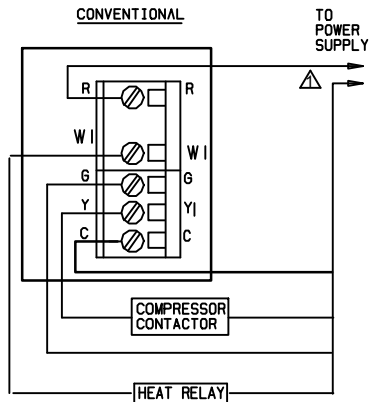 CONVENTIONAL
TO
POWER
SUPPLY
1
R R
W1 W1
G G
Y Y1
C C
COMPRESSOR
CONTACTOR
HEAT RELAY